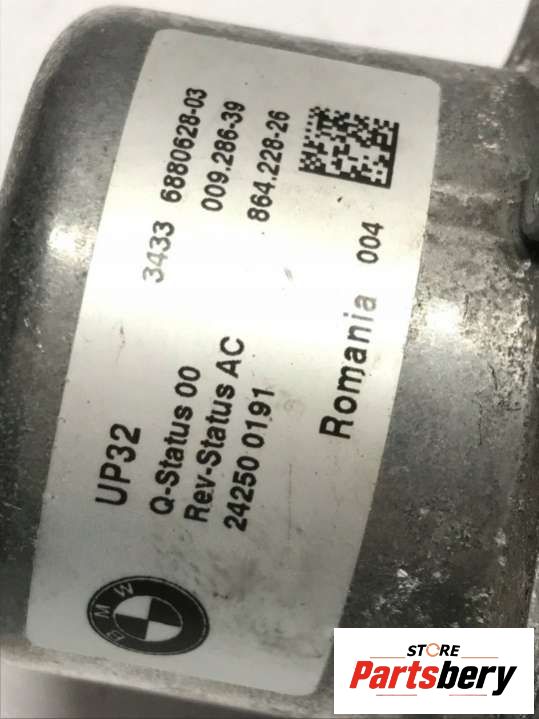 UP32
3433 6880628-03
Q-Status 00 009.286-39
Rev-Status AC 864.228-26
24250 0191
Romania 004
BMW
STORE
Partsbery